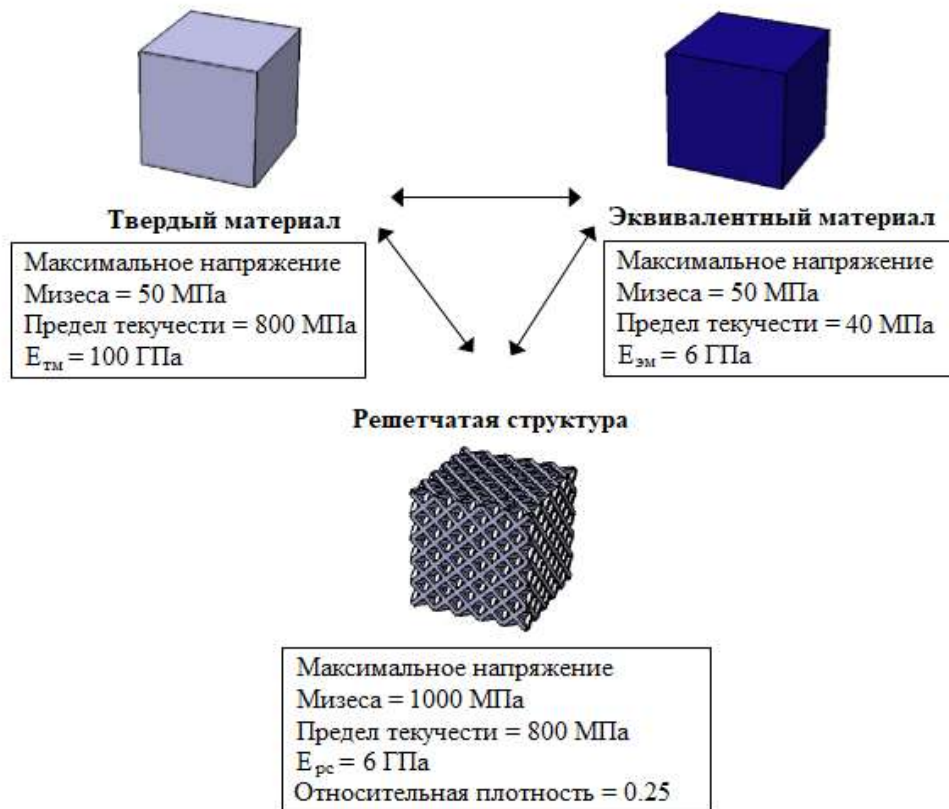 Твердый материал
Максимальное напряжение
Мизеса = 50 МПа
Предел текучести = 800 МПа
Eтм = 100 ГПа
Эквивалентный материал
Максимальное напряжение
Мизеса = 50 МПа
Предел текучести = 40 МПа
Eэм = 6 ГПа
Решетчатая структура
Максимальное напряжение
Мизеса = 1000 МПа
Предел текучести = 800 МПа
Eрс = 6 ГПа
Относительная плотность = 0.25